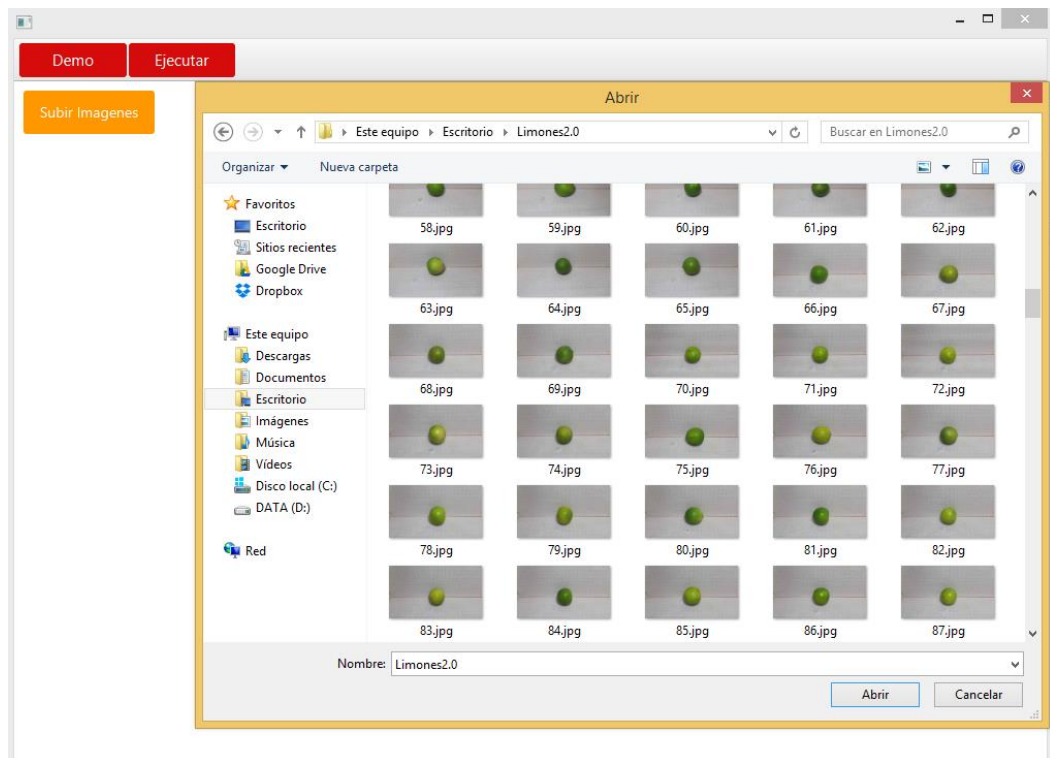 Demo Ejecutar
Subir Imagenes
Abrir
Este equipo Escritorio Limones2.0 Buscar en Limones2.0
Organizar Nueva carpeta
Favoritos
Escritorio
Sitios recientes
Google Drive
Dropbox
Este equipo
Descargas
Documentos
Escritorio
Imágenes
Música
Vídeos
Disco local (C:)
DATA (D:)
Red
58.jpg 59.jpg 60.jpg 61.jpg 62.jpg
63.jpg 64.jpg 65.jpg 66.jpg 67.jpg
68.jpg 69.jpg 70.jpg 71.jpg 72.jpg
73.jpg 74.jpg 75.jpg 76.jpg 77.jpg
78.jpg 79.jpg 80.jpg 81.jpg 82.jpg
83.jpg 84.jpg 85.jpg 86.jpg 87.jpg
Nombre: Limones2.0
Abrir Cancelar